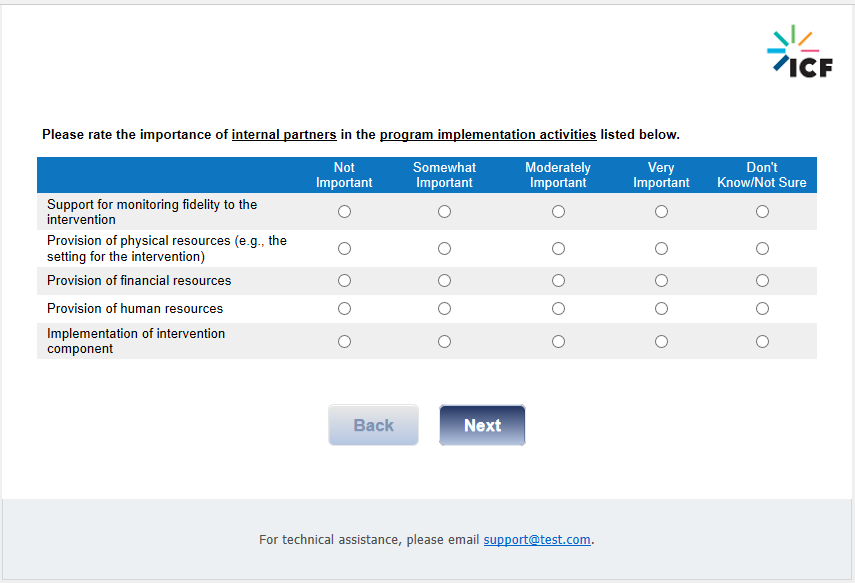 ICF
Please rate the importance of internal partners in the program implementation activities listed below.
Not Important
Somewhat Important
Moderately Important
Very Important
Don't Know/Not Sure
Support for monitoring fidelity to the
intervention
Provision of physical resources (e.g., the
setting for the intervention)
Provision of financial resources
Provision of human resources
Implementation of intervention
component
Back
Next
For technical assistance, please email support@test.com.